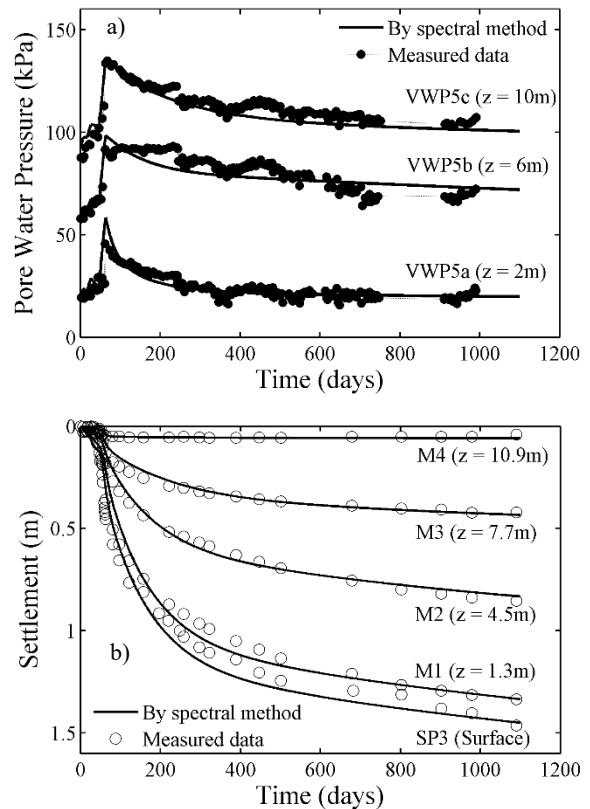 a)
By spectral method
Measured data
Pore Water Pressure (kPa)
150
100
50
0
VWP5c (z = 10m)
VWP5b (z = 6m)
VWP5a (z = 2m)
0 200 400 600 800 1000 1200
Time (days)
Settlement (m)
0
0.5
1
1.5
M4 (z = 10.9m)
M3 (z = 7.7m)
M2 (z = 4.5m)
M1 (z = 1.3m)
SP3 (Surface)
b)
By spectral method
Measured data
0 200 400 600 800 1000 1200
Time (days)